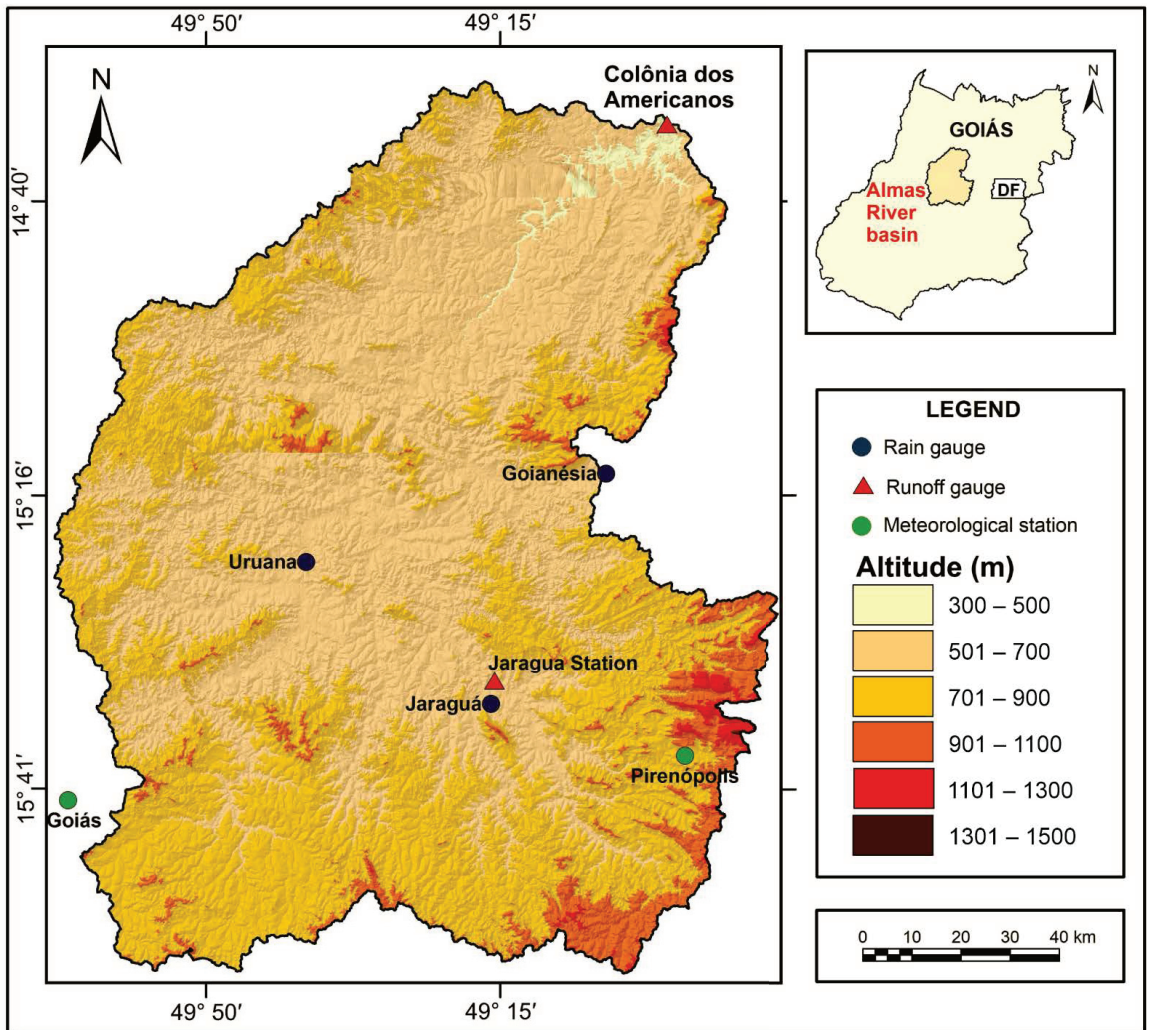 49° 50′
49° 15′
N
Colônia dos
Americanos
14° 40′
15° 16′
15° 41′
Goianésia
Uruana
Jaragua Station
Jaraguá
Pirenópolis
Goiás
49° 50′
49° 15′
N
GOIÁS
DF
Almas
River
basin
LEGEND
Rain gauge
Runoff gauge
Meteorological station
Altitude (m)
300 – 500
501 – 700
701 – 900
901 – 1100
1101 – 1300
1301 – 1500
0 10 20 30 40 km